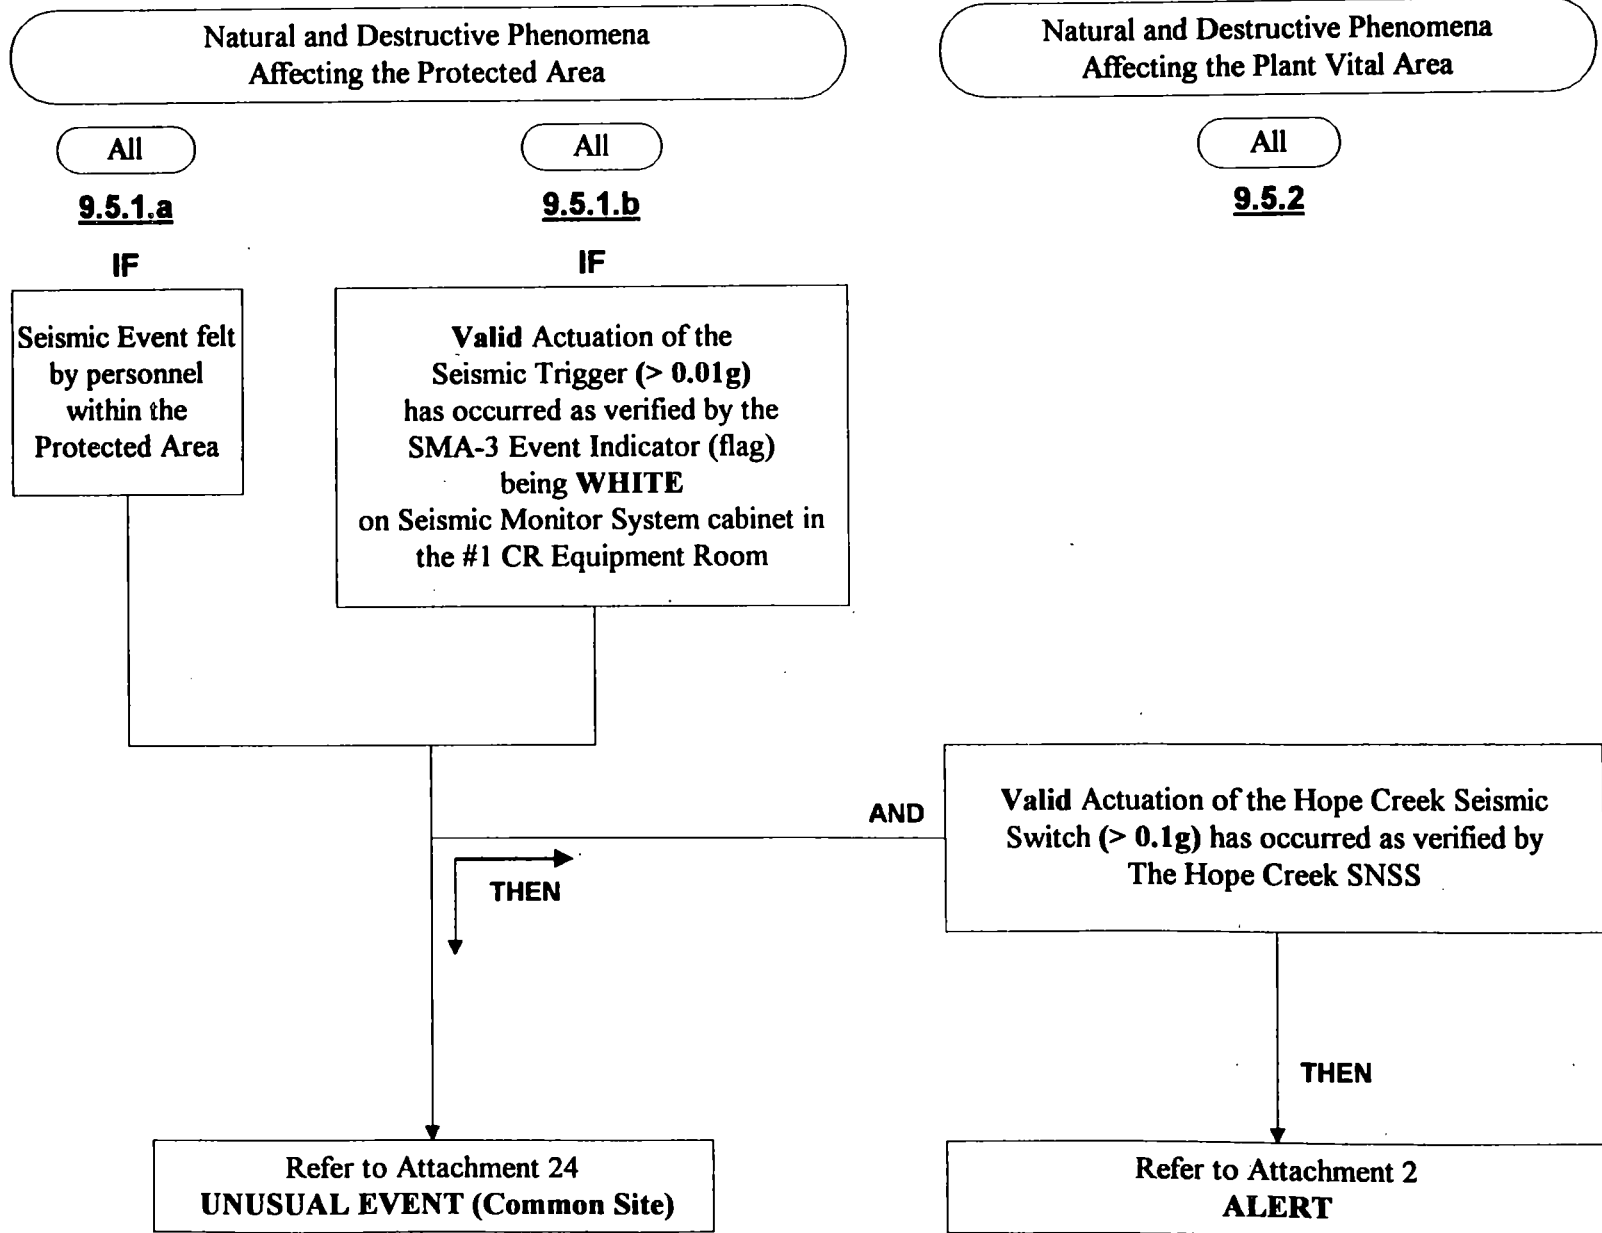 Natural and Destructive Phenomena
Affecting the Protected Area
Natural and Destructive Phenomena
Affecting the Plant Vital Area
All
All
All
9.5.1.a
9.5.1.b
9.5.2
IF
IF
Seismic Event felt
by personnel
within the
Protected Area
Valid Actuation of the
Seismic Trigger (> 0.01g)
has occurred as verified by the
SMA-3 Event Indicator (flag)
being WHITE
on Seismic Monitor System cabinet in
the #1 CR Equipment Room
AND
Valid Actuation of the Hope Creek Seismic
Switch (> 0.1g) has occurred as verified by
The Hope Creek SNSS
THEN
THEN
Refer to Attachment 24
UNUSUAL EVENT (Common Site)
Refer to Attachment 2
ALERT